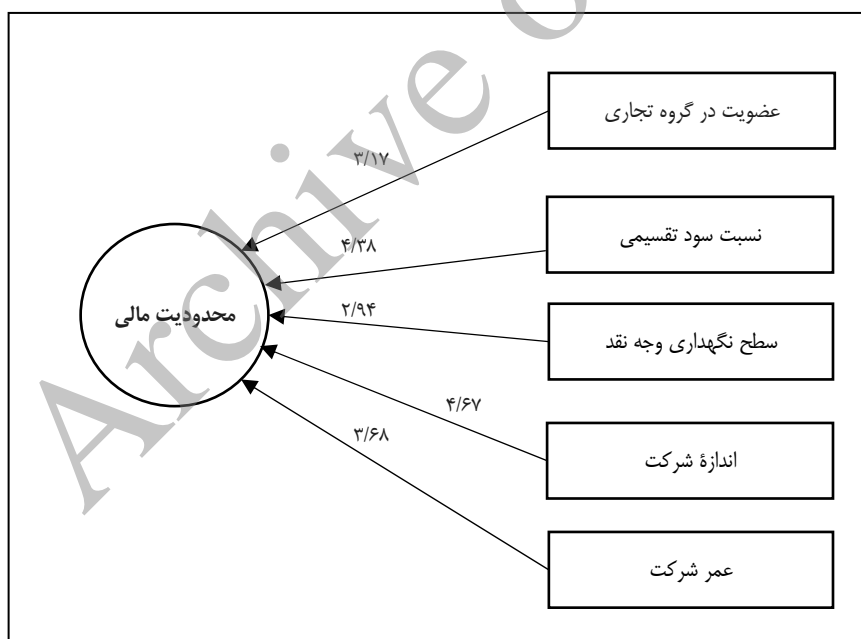 عضویت در گروه تجاری
۳/۱۷
نسبت سود تقسیمی
۴/۳۸
محدودیت مالی
۲/۹۴
سطح نگهداری وجه نقد
۴/۶۷
اندازهٔ شرکت
۳/۶۸
عمر شرکت
Archive o